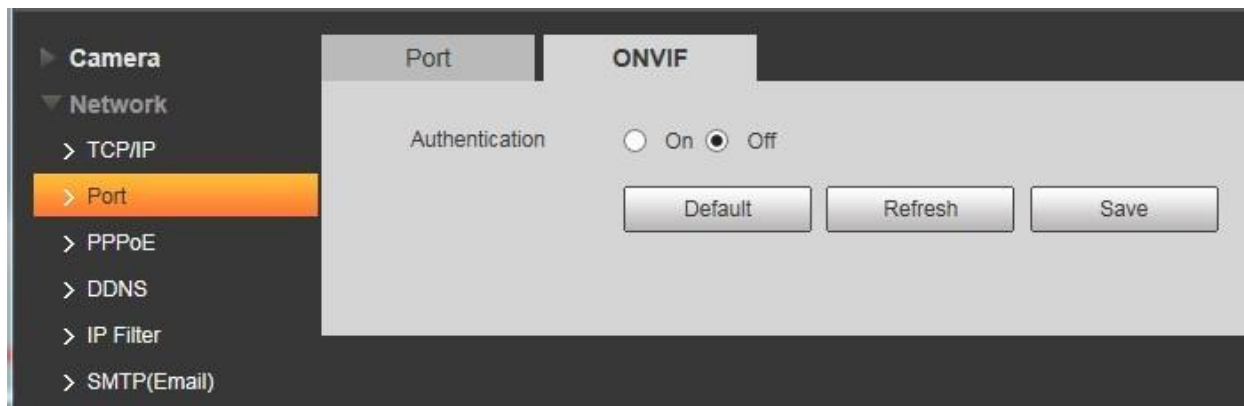 Camera
Network
TCP/IP
Port
PPPoE
DDNS
IP Filter
SMTP(Email)
Port ONVIF
Authentication On Off
Default Refresh Save